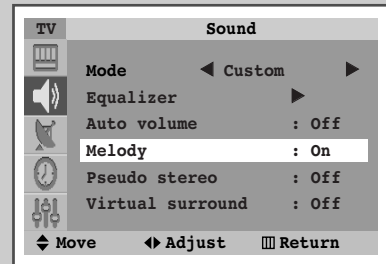 TV Sound
Mode Custom
Equalizer
Auto volume : Off
Melody : On
Pseudo stereo : Off
Virtual surround : Off
Move Adjust Return